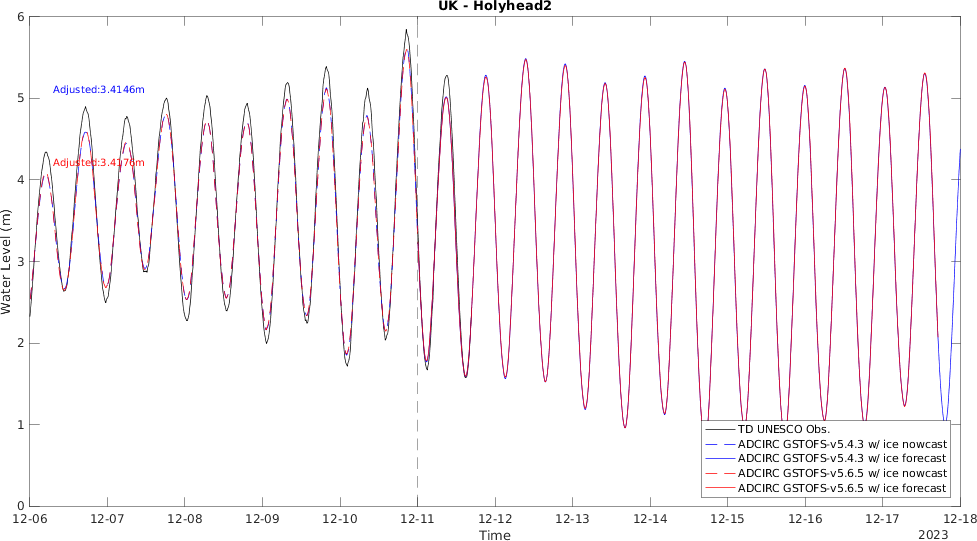 UK - Holyhead2
6
5
4
3
2
1
0
Water Level (m)
Adjusted:3.4146m
Adjusted:3.4176m
TD UNESCO Obs.
ADCIRC GSTOFS-v5.4.3 w/ ice nowcast
ADCIRC GSTOFS-v5.4.3 w/ ice forecast
ADCIRC GSTOFS-v5.6.5 w/ ice nowcast
ADCIRC GSTOFS-v5.6.5 w/ ice forecast
12-06 12-07 12-08 12-09 12-10 12-11 12-12 12-13 12-14 12-15 12-16 12-17 12-18
Time
2023